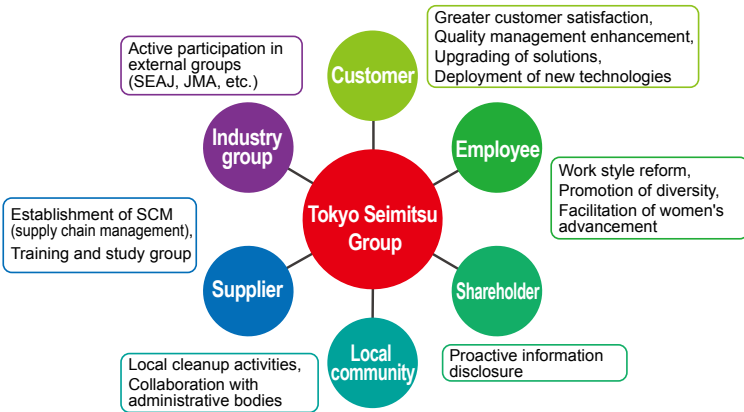 Greater customer satisfaction,
Quality management enhancement,
Upgrading of solutions,
Deployment of new technologies
Active participation in
external groups
(SEAJ, JMA, etc.)
Customer
Industry
group
Employee
Work style reform,
Promotion of diversity,
Facilitation of women's
advancement
Tokyo Seimitsu
Group
Establishment of SCM
(supply chain management),
Training and study group
Supplier
Shareholder
Local
community
Proactive information
disclosure
Local cleanup activities,
Collaboration with
administrative bodies